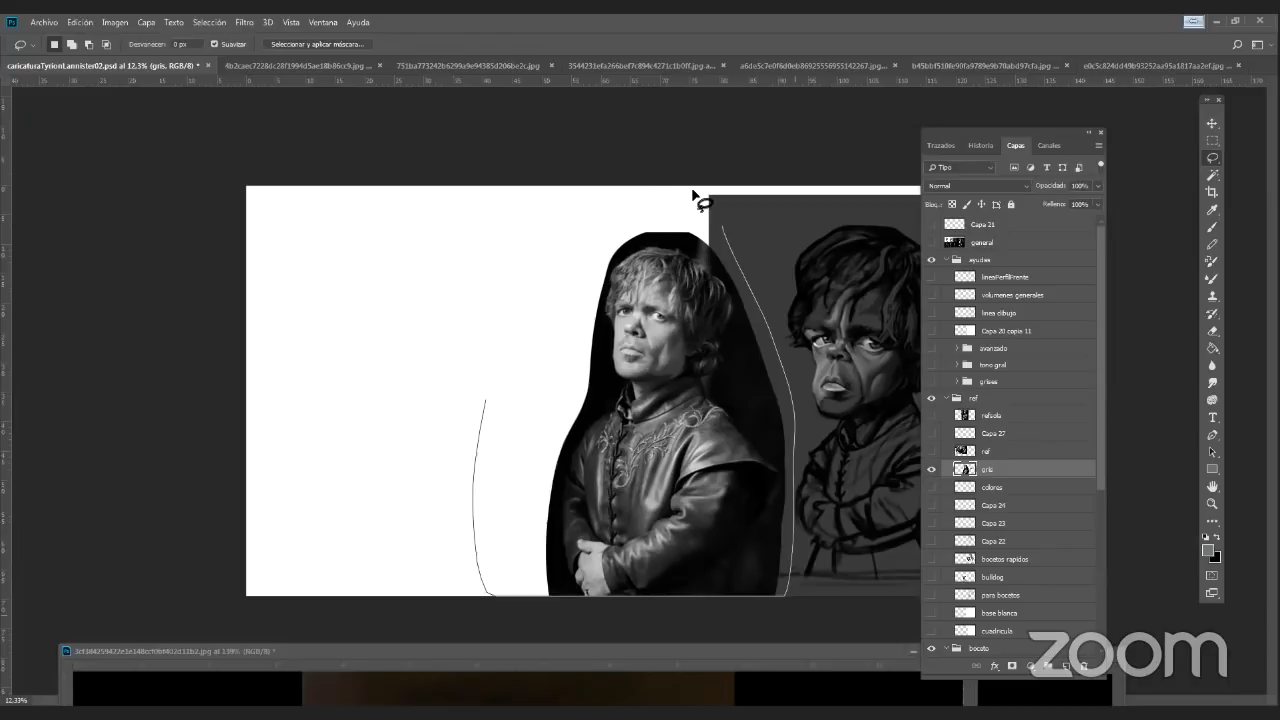 Ps Archivo Edición Imagen Capa Texto Selección Filtro 3D Vista Ventana Ayuda
Desvanecer: 0 px Suavizar Seleccionar y aplicar máscara...
caricaturaTyrionLannister02.psd al 12,3% (gris, RGB/8) *
Trazados Historia Capas Canales
Tipo
Normal Opacidad: 100%
Bloq.: Relleno: 100%
Capa 21
general
ayudas
lineaPerfilFrente
volumenes generales
linea dibujo
Capa 20 copia 11
avanzado
tono gral
grises
ref
refsola
Capa 27
ref
gris
colores
Capa 24
Capa 23
Capa 22
bocetos rapidos
bulldog
para bocetos
base blanca
cuadricula
boceto
12,33%
zoom